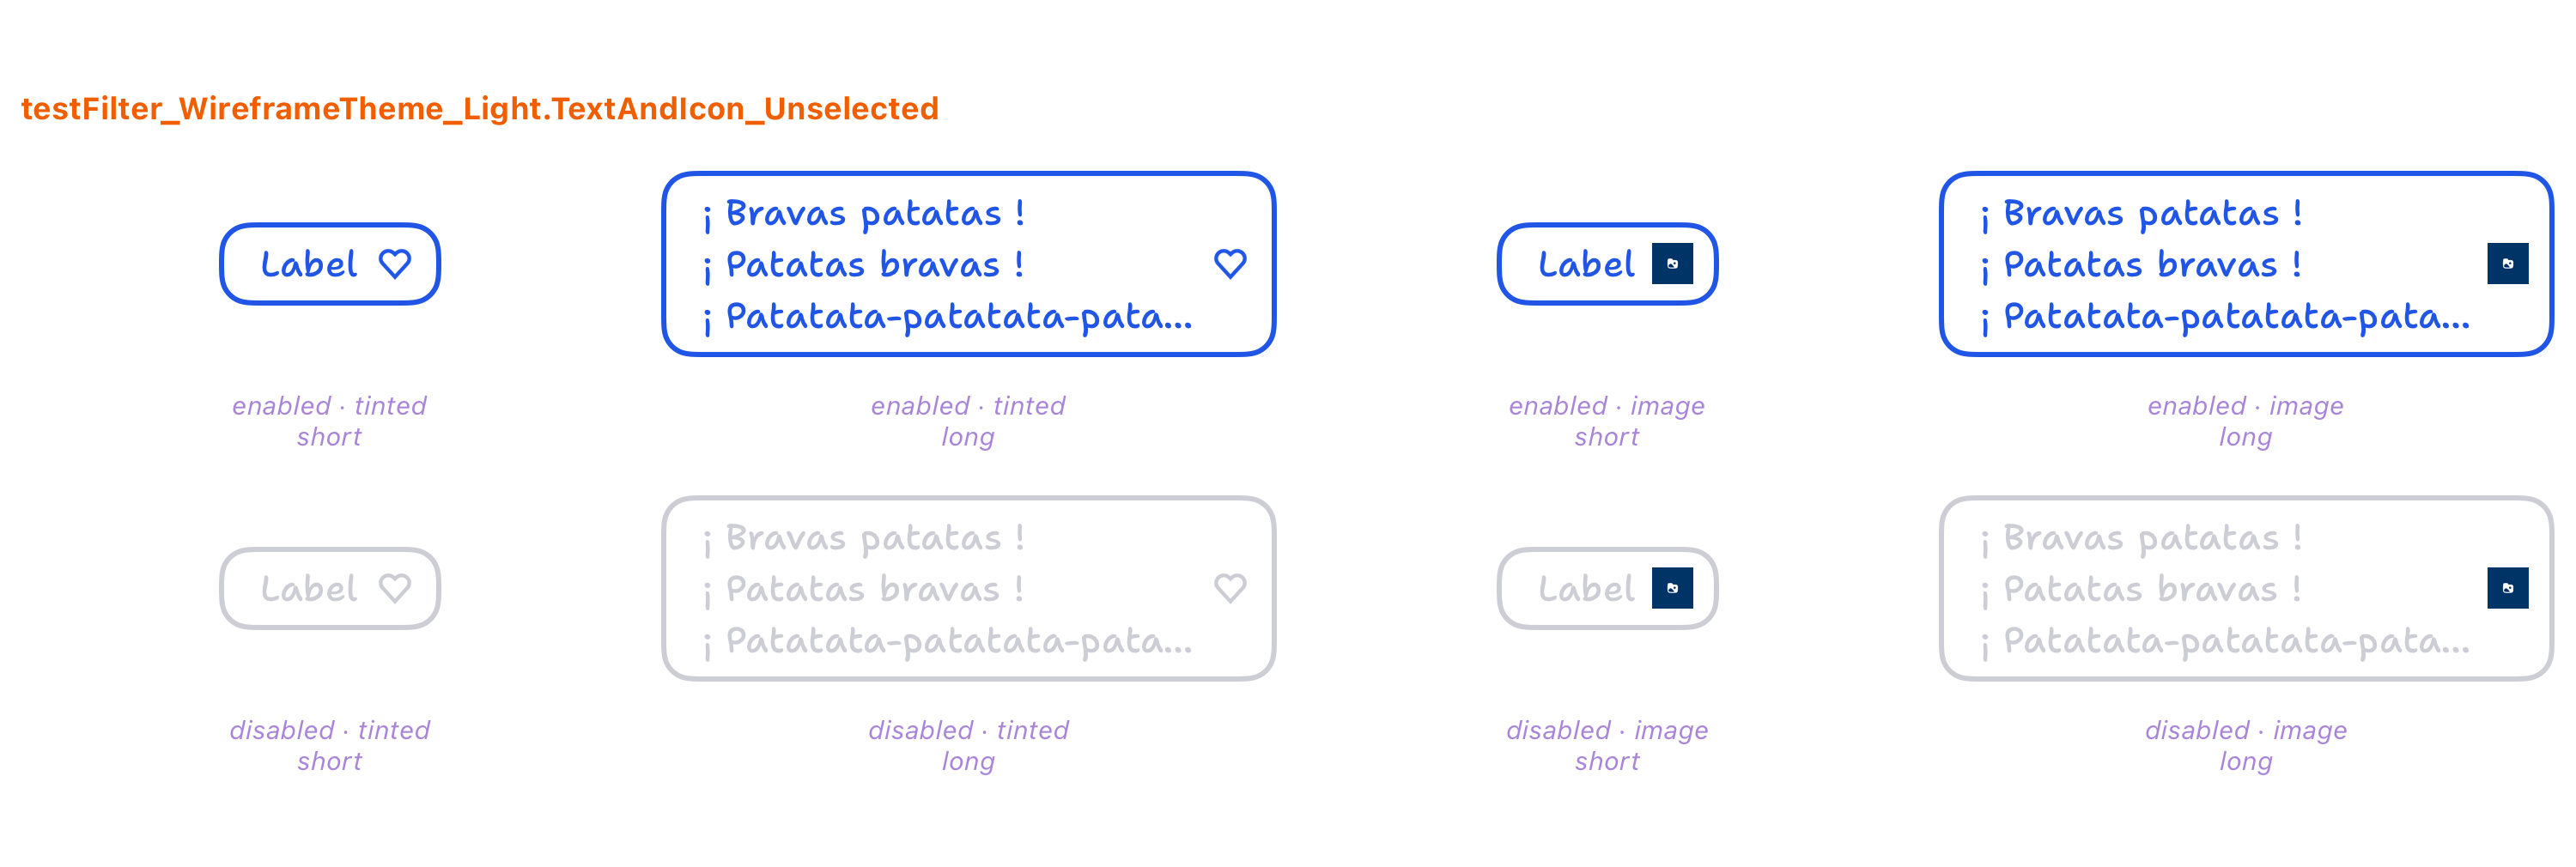 testFilter_WireframeTheme_Light.TextAndIcon_Unselected
Label
¡ Bravas patatas !
¡ Patatas bravas !
¡ Patatata-patatata-pata...
Label
¡ Bravas patatas !
¡ Patatas bravas !
¡ Patatata-patatata-pata...
enabled · tinted
short
enabled · tinted
long
enabled · image
short
enabled · image
long
Label
¡ Bravas patatas !
¡ Patatas bravas !
¡ Patatata-patatata-pata...
Label
¡ Bravas patatas !
¡ Patatas bravas !
¡ Patatata-patatata-pata...
disabled · tinted
short
disabled · tinted
long
disabled · image
short
disabled · image
long